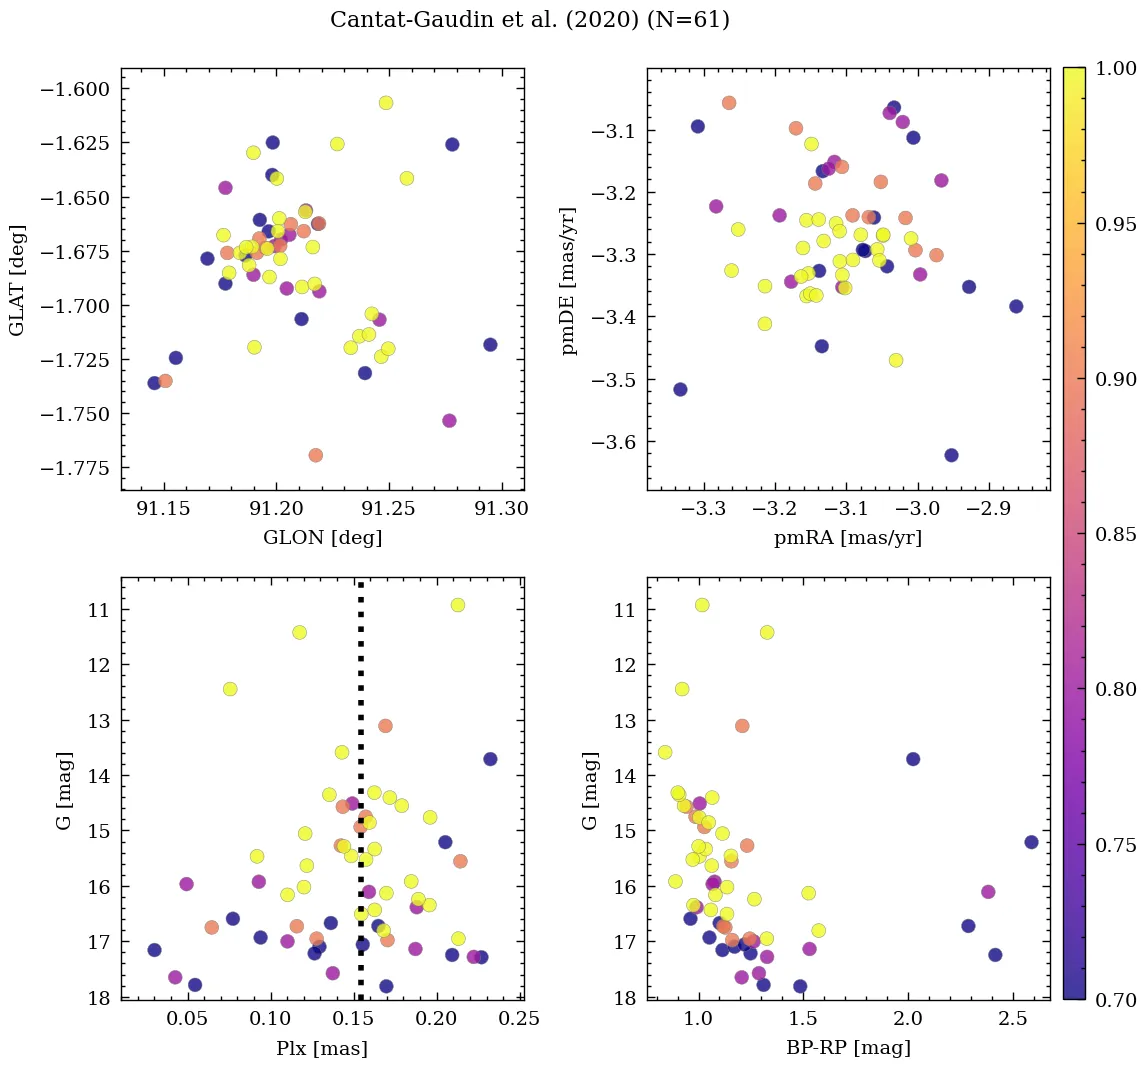 Cantat-Gaudin et al. (2020) (N=61)
−1.600
−1.625
−1.650
−1.675
−1.700
−1.725
−1.750
−1.775
GLAT [deg]
91.15 91.20 91.25 91.30
GLON [deg]
−3.1
−3.2
−3.3
−3.4
−3.5
−3.6
pmDE [mas/yr]
−3.3 −3.2 −3.1 −3.0 −2.9
pmRA [mas/yr]
11
12
13
14
15
16
17
18
G [mag]
0.05 0.10 0.15 0.20 0.25
Plx [mas]
11
12
13
14
15
16
17
18
G [mag]
1.0 1.5 2.0 2.5
BP-RP [mag]
1.00
0.95
0.90
0.85
0.80
0.75
0.70